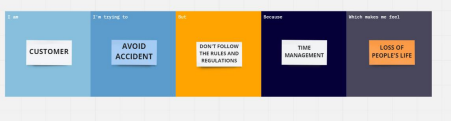 I am
CUSTOMER
I'm trying to
AVOID
ACCIDENT
But
DON'T FOLLOW
THE RULES AND
REGULATIONS
Because
TIME
MANAGEMENT
Which makes me feel
LOSS OF
PEOPLE'S LIFE